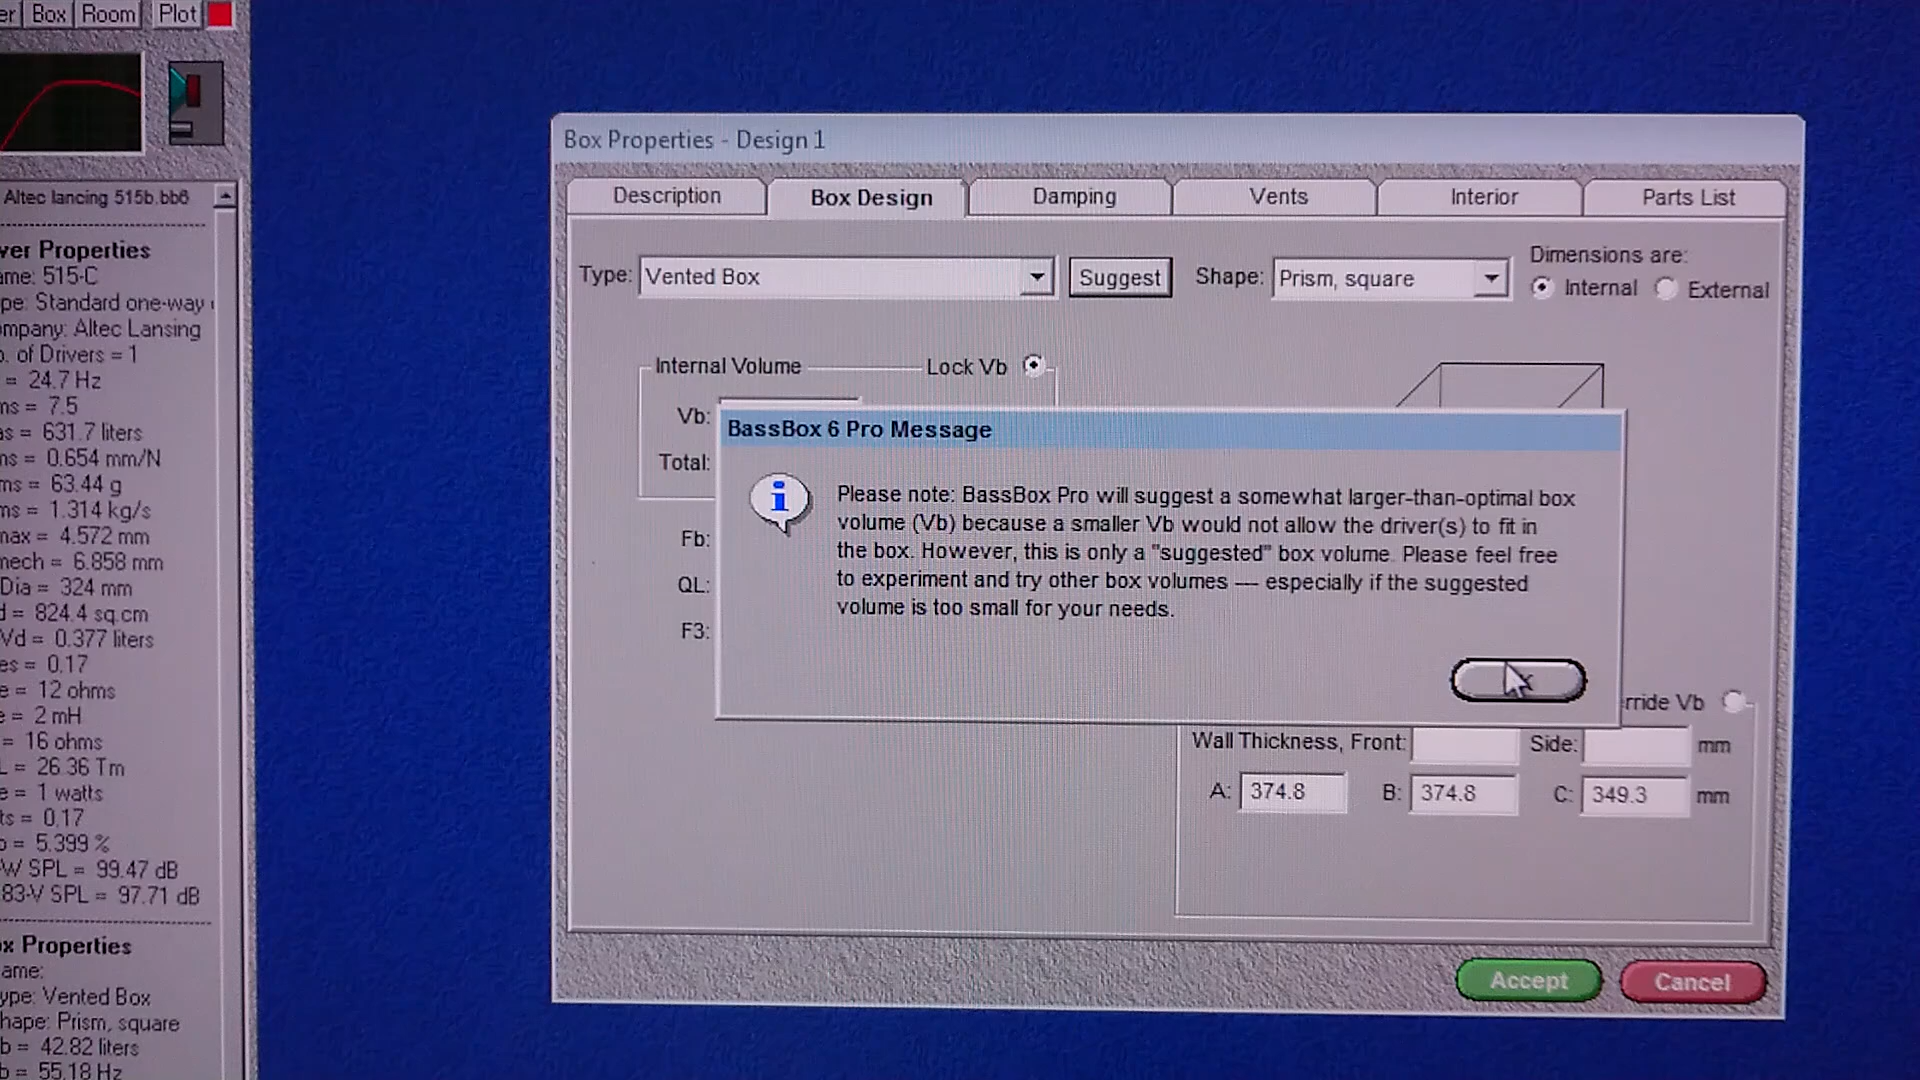 er Box Room Plot
Altec lancing 515b.bb6
ver Properties
ame: 515-C
pe: Standard one-way
ompany: Altec Lansing
o. of Drivers = 1
= 24.7 Hz
ms = 7.5
as = 631.7 liters
ms = 0.654 mm/N
ms = 63.44 g
ms = 1.314 kg/s
max = 4.572 mm
mech = 6.858 mm
Dia = 324 mm
d = 824.4 sq.cm
Vd = 0.377 liters
es = 0.17
e = 12 ohms
e = 2 mH
= 16 ohms
L = 26.36 Tm
e = 1 watts
ts = 0.17
o = 5.399 %
-W SPL = 99.47 dB
83-V SPL = 97.71 dB
ox Properties
ame:
ype: Vented Box
hape: Prism, square
b = 42.82 liters
b = 55.18 Hz
Box Properties - Design 1
Description Box Design Damping Vents Interior Parts List
Type: Vented Box Suggest Shape: Prism, square
Dimensions are:
Internal External
Internal Volume Lock Vb
Vb:
Total:
Fb:
QL:
F3:
BassBox 6 Pro Message
Please note: BassBox Pro will suggest a somewhat larger-than-optimal box
volume (Vb) because a smaller Vb would not allow the driver(s) to fit in
the box. However, this is only a "suggested" box volume. Please feel free
to experiment and try other box volumes — especially if the suggested
volume is too small for your needs.
rride Vb
Wall Thickness, Front: Side: mm
A: 374.8 B: 374.8 C: 349.3 mm
Accept Cancel